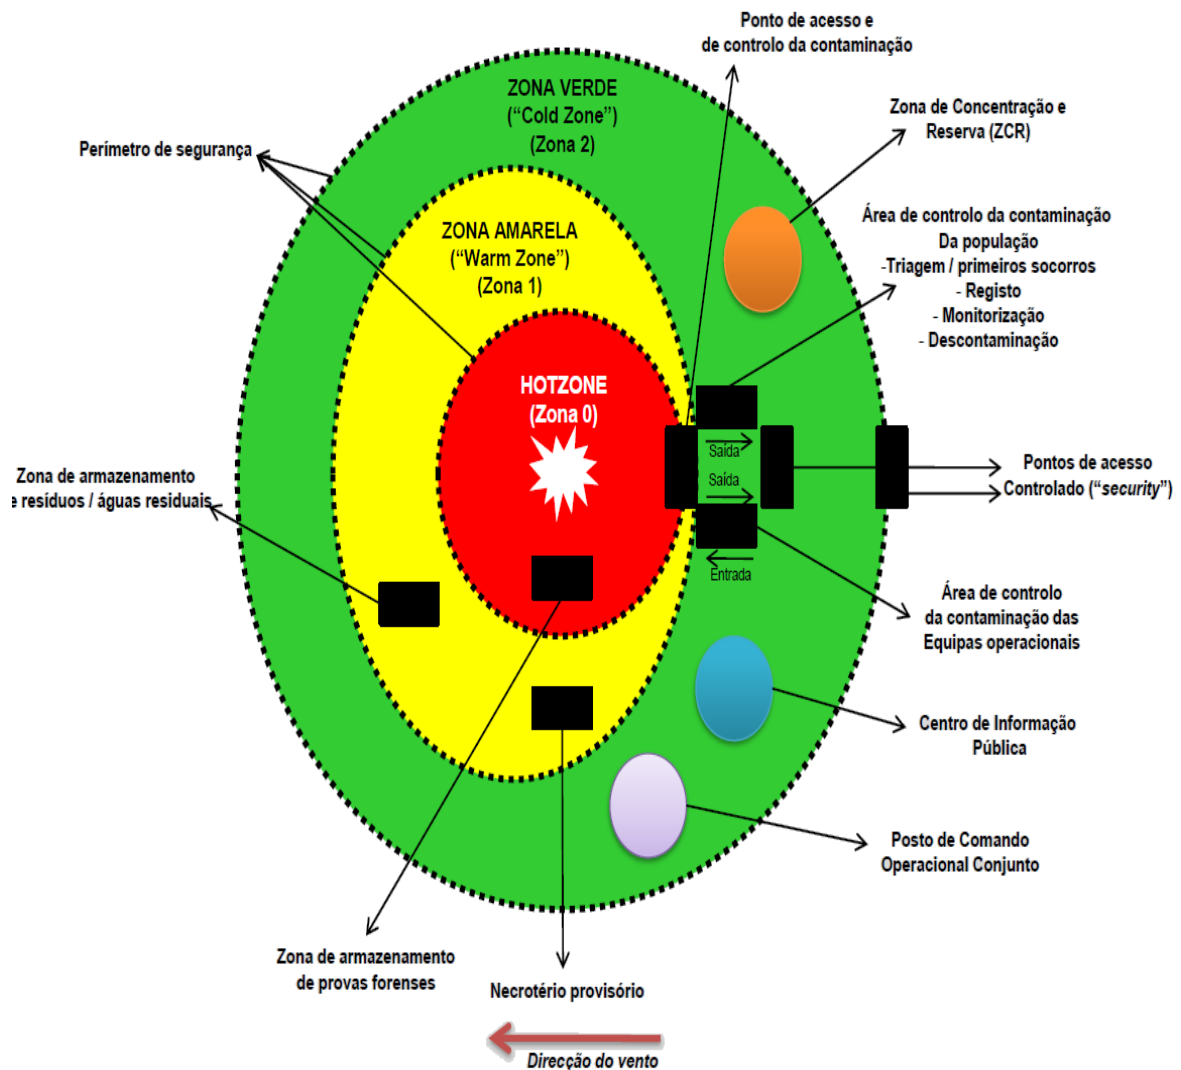 Ponto de acesso e
de controlo da contaminação
ZONA VERDE
(“Cold Zone”)
(Zona 2)
Zona de Concentração e
Reserva (ZCR)
Perímetro de segurança
ZONA AMARELA
(“Warm Zone”)
(Zona 1)
Área de controlo da contaminação
Da população
-Triagem / primeiros socorros
- Registo
- Monitorização
- Descontaminação
HOTZONE
(Zona 0)
Saída
Saída
Entrada
Pontos de acesso
Controlado (“security”)
Zona de armazenamento
e resíduos / águas residuais
Área de controlo
da contaminação das
Equipas operacionais
Centro de Informação
Pública
Posto de Comando
Operacional Conjunto
Zona de armazenamento
de provas forenses
Necrotério provisório
Direcção do vento